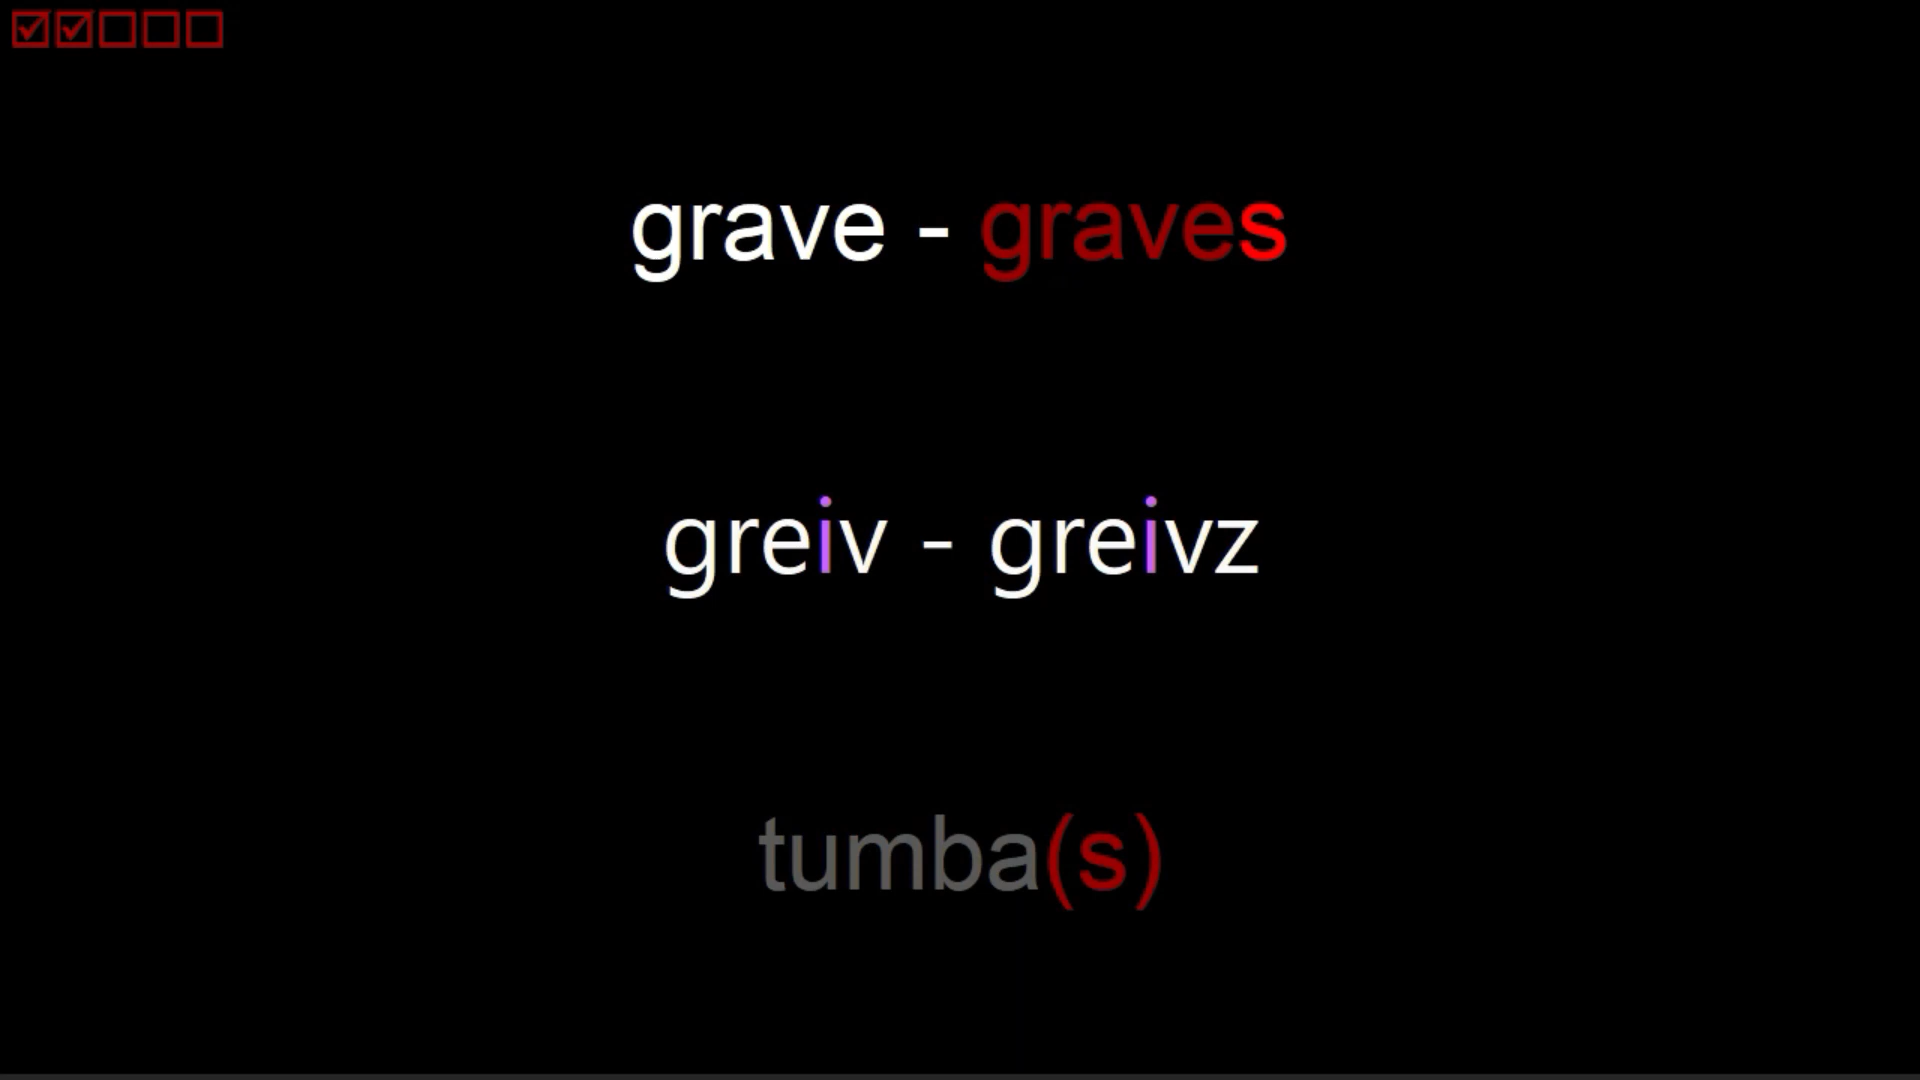 ☑☑☐☐☐
grave - graves
greiv - greivz
tumba(s)